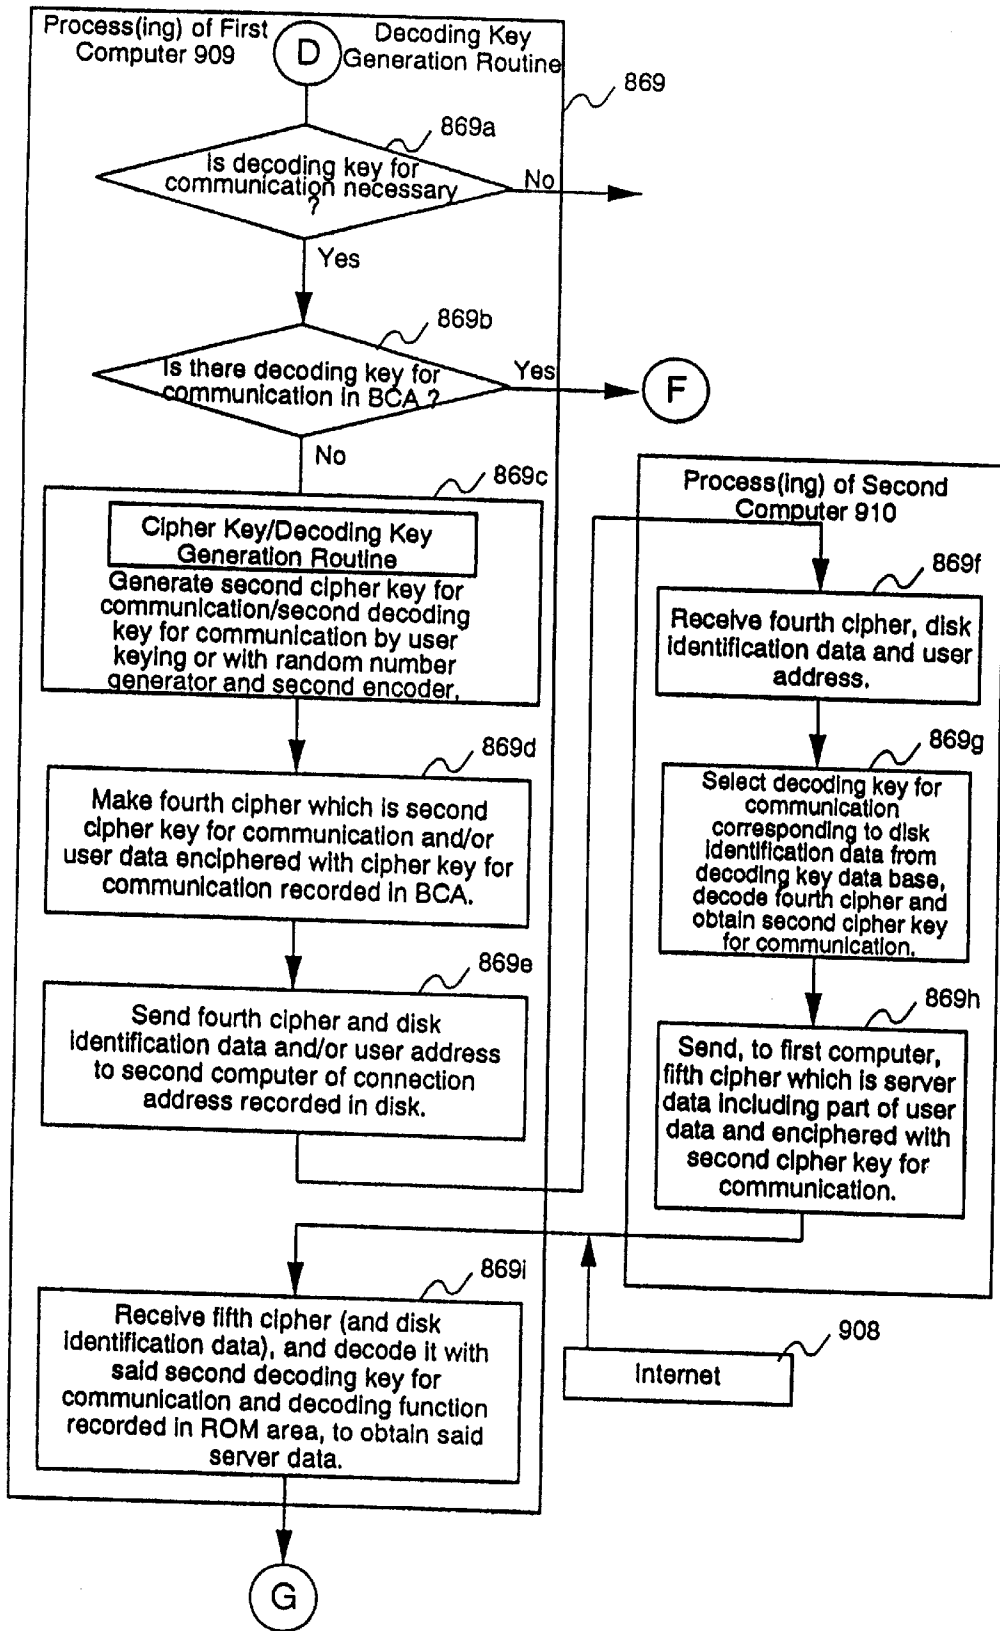 Process(ing) of First
Computer 909
D
Decoding Key
Generation Routine
869
869a
Is decoding key for
communication necessary
?
No
Yes
869b
Is there decoding key for
communication in BCA ?
Yes
F
No
869c
Cipher Key/Decoding Key
Generation Routine
Generate second cipher key for
communication/second decoding
key for communication by user
keying or with random number
generator and second encoder.
869d
Make fourth cipher which is second
cipher key for communication and/or
user data enciphered with cipher key for
communication recorded in BCA.
869e
Send fourth cipher and disk
identification data and/or user address
to second computer of connection
address recorded in disk.
Process(ing) of Second
Computer 910
869f
Receive fourth cipher, disk
identification data and user
address.
869g
Select decoding key for
communication
corresponding to disk
identification data from
decoding key data base,
decode fourth cipher and
obtain second cipher key
for communication.
869h
Send, to first computer,
fifth cipher which is server
data including part of user
data and enciphered with
second cipher key for
communication.
869i
Receive fifth cipher (and disk
identification data), and decode it with
said second decoding key for
communication and decoding function
recorded in ROM area, to obtain said
server data.
908
Internet
G